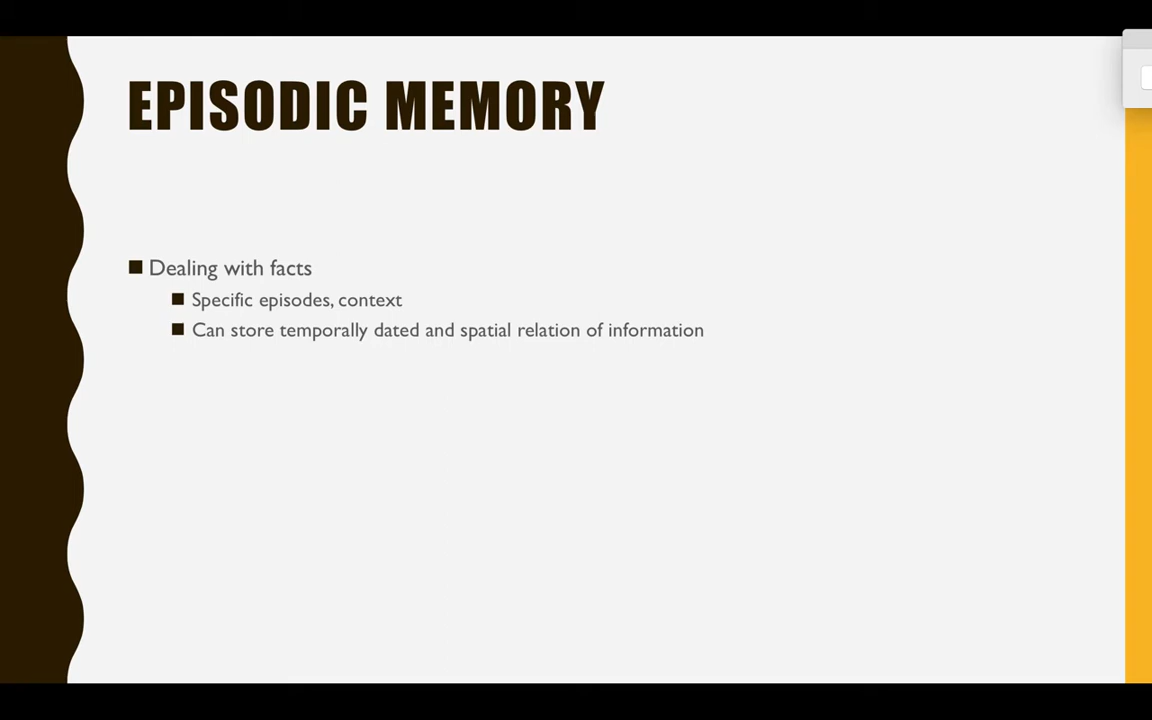 EPISODIC MEMORY
Dealing with facts
Specific episodes, context
Can store temporally dated and spatial relation of information